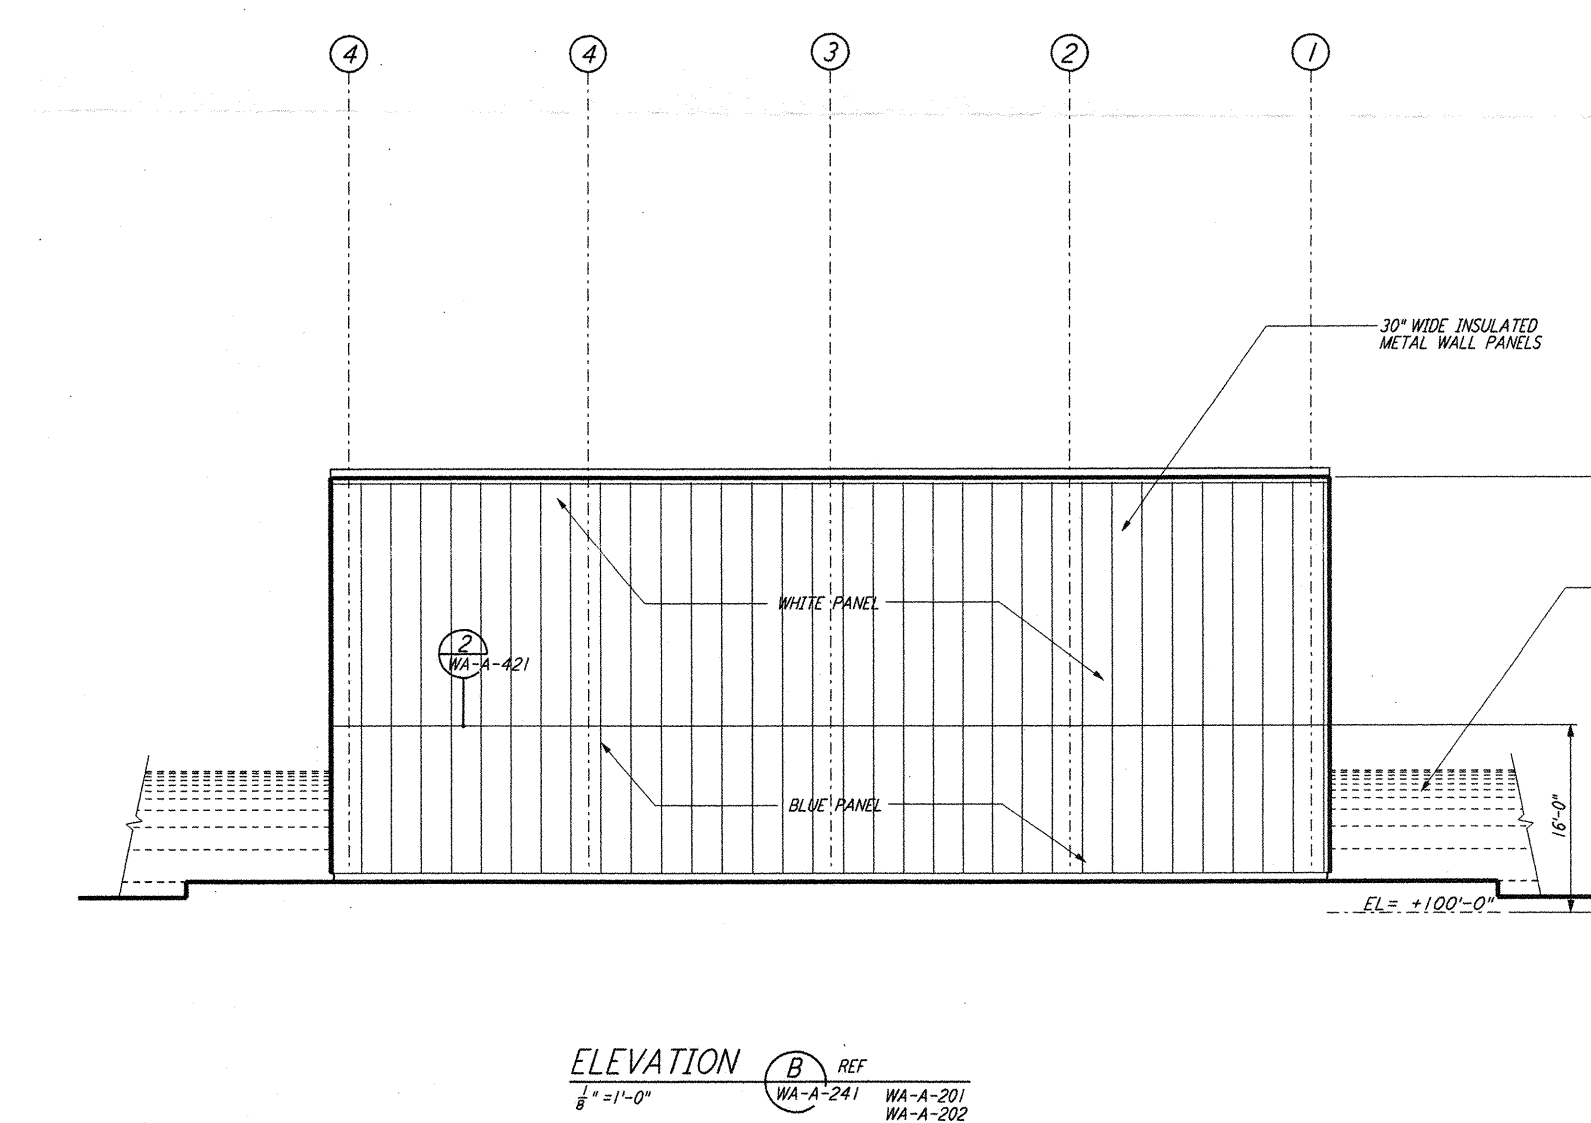 4 4 3 2 1
30" WIDE INSULATED
METAL WALL PANELS
WHITE PANEL
2
WA-A-421
BLUE PANEL
16'-0"
EL= +100'-0"
ELEVATION B REF
1/8" =1'-0" WA-A-241 WA-A-201
WA-A-202